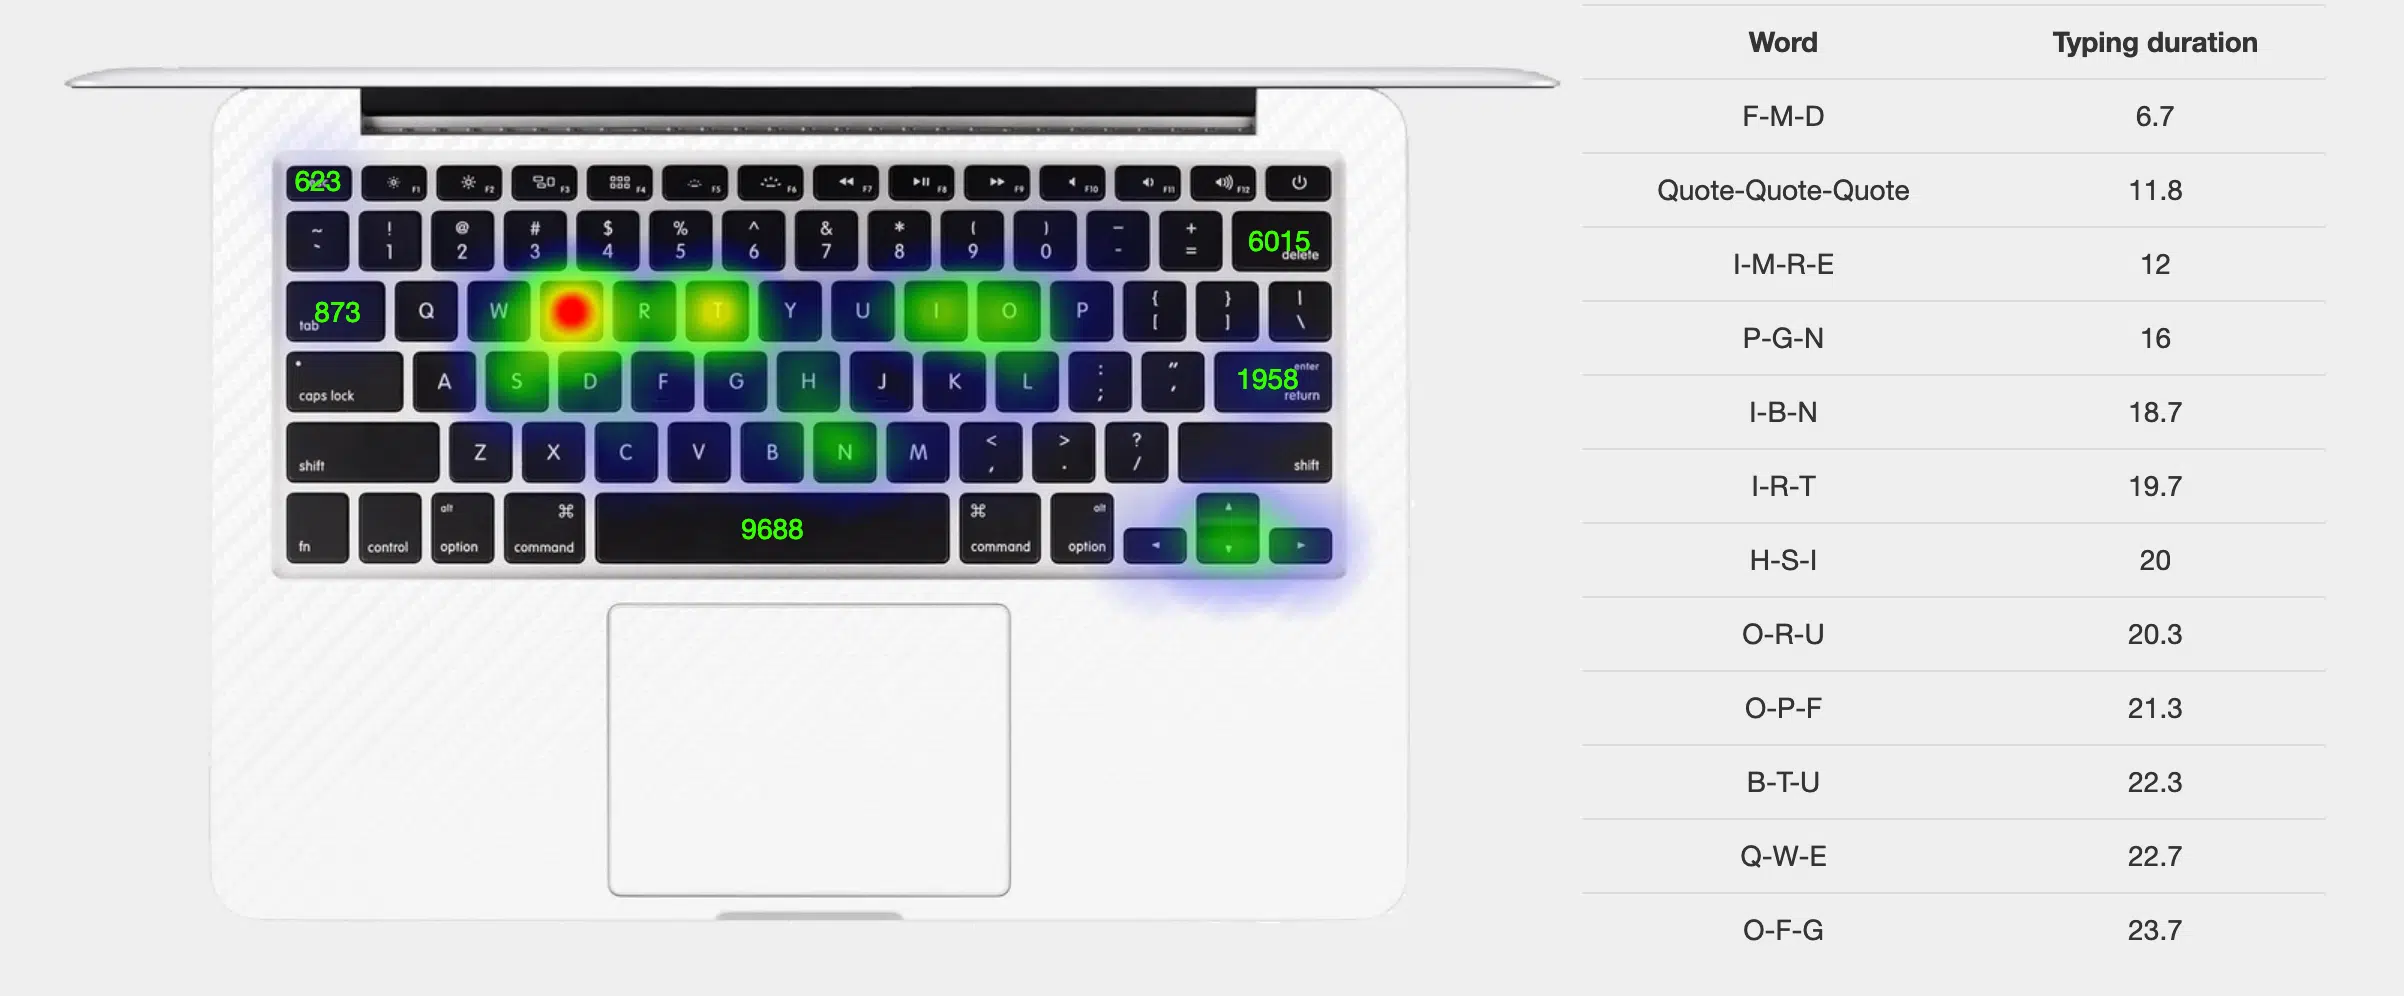 Word Typing duration
F-M-D 6.7
Quote-Quote-Quote 11.8
I-M-R-E 12
P-G-N 16
I-B-N 18.7
I-R-T 19.7
H-S-I 20
O-R-U 20.3
O-P-F 21.3
B-T-U 22.3
Q-W-E 22.7
O-F-G 23.7
623 F1 F2 F3 F4 F5 F6 F7 F8 F9 F10 F11 F12
~ ! @ # $ % ^ & * ( ) – + 6015
` 1 2 3 4 5 6 7 8 9 0 - = delete
873 Q W R T Y U I O P { } |
tab [ ] \
A S D F G H J K L : " 1958 enter
caps lock ; , return
Z X C V B N M < > ?
shift , . / shift
alt ⌘ 9688 ⌘ alt
fn control option command command option